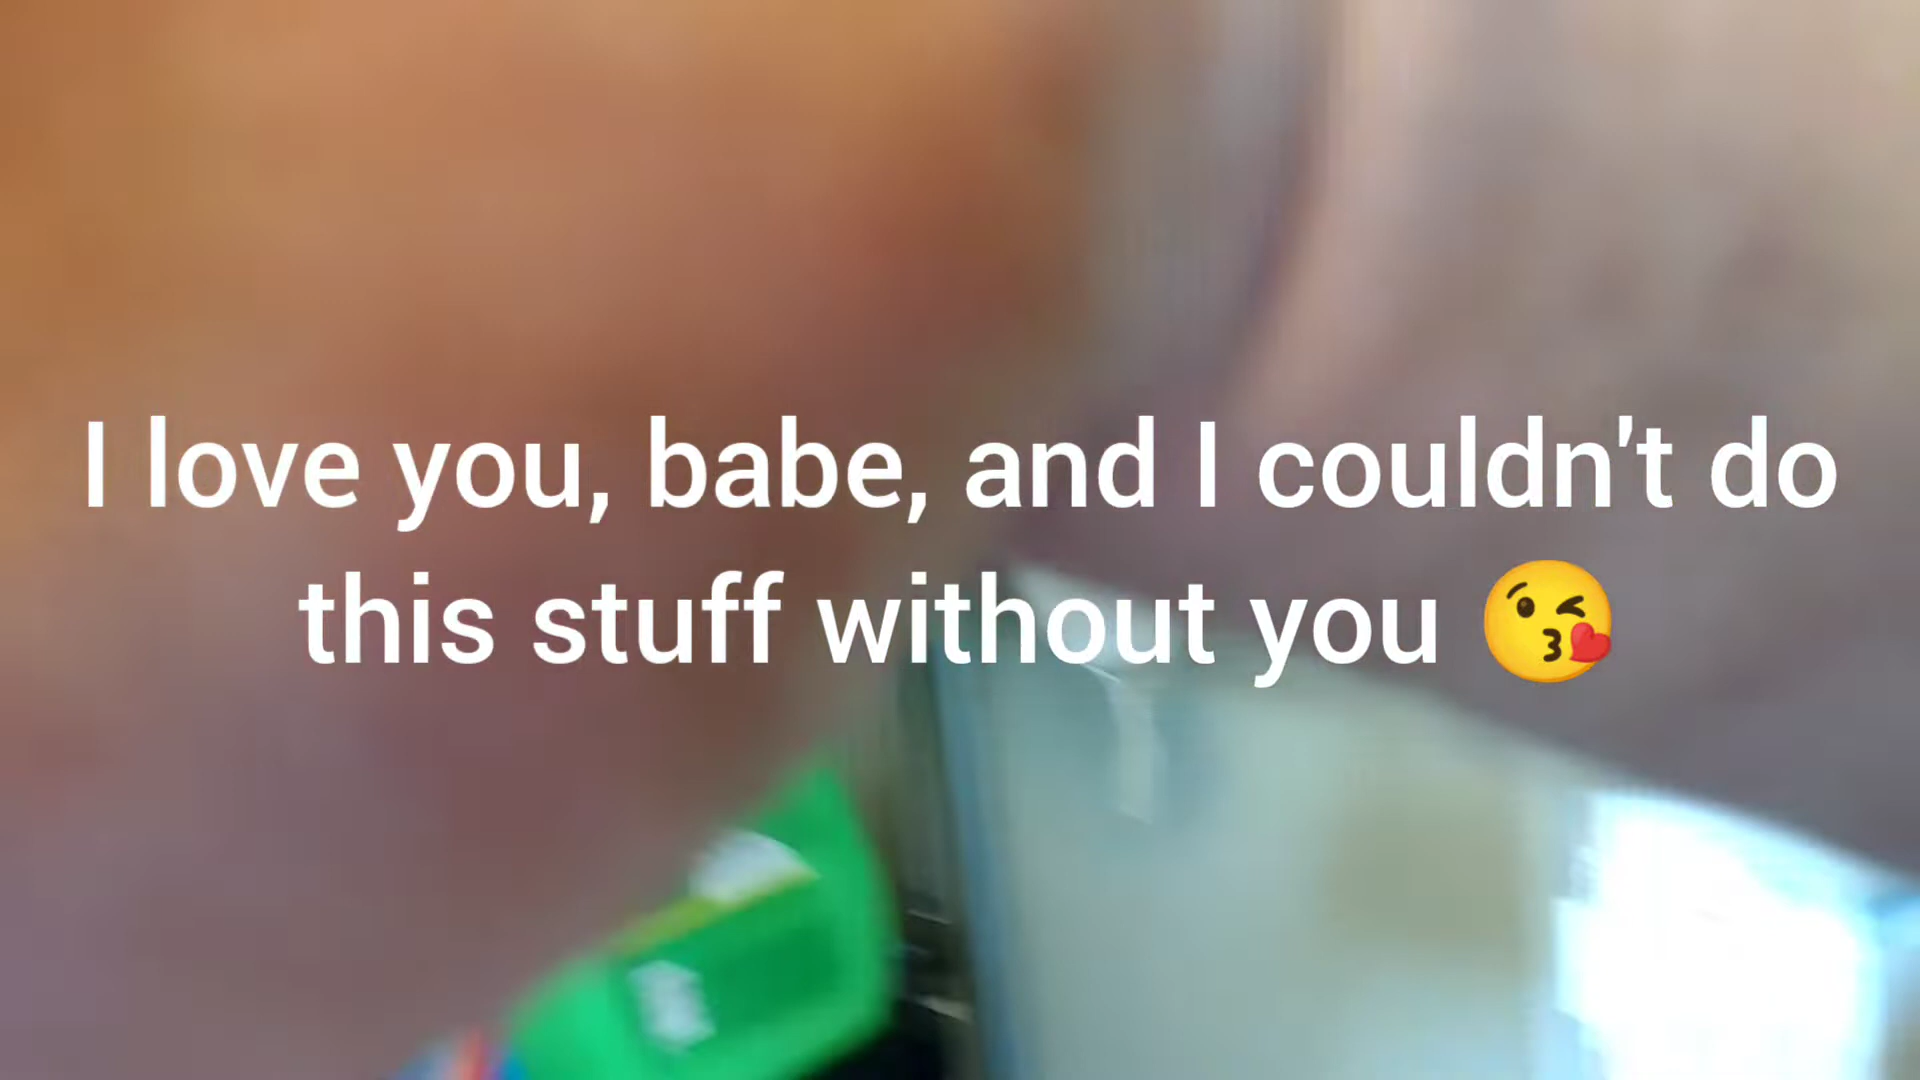 I love you, babe, and I couldn't do
this stuff without you 😘